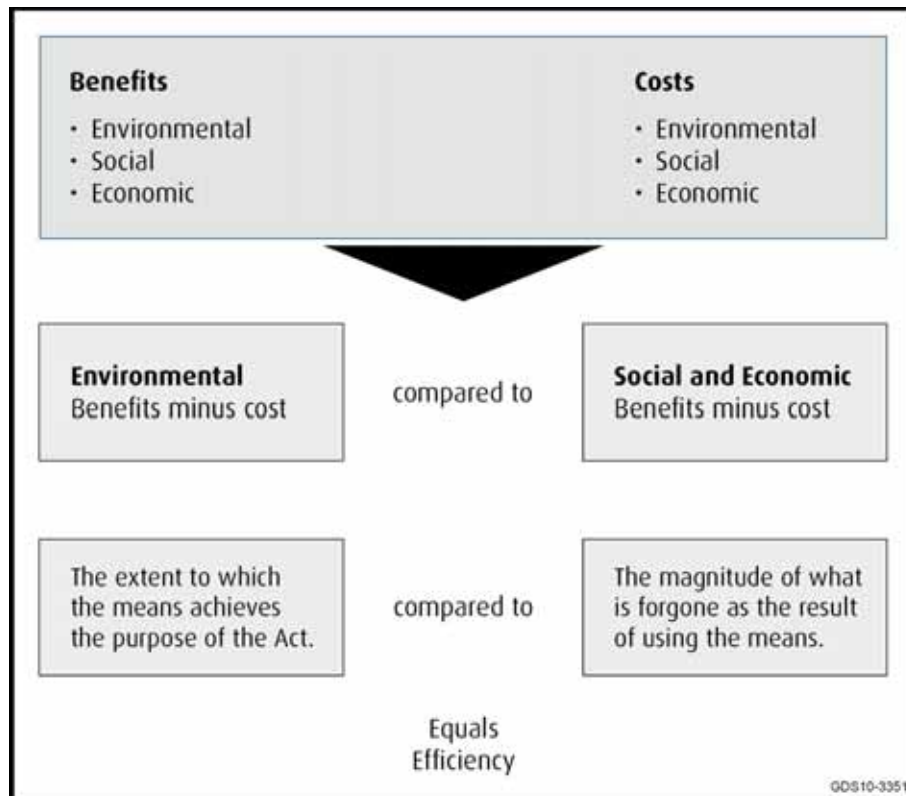 Benefits
• Environmental
• Social
• Economic
Costs
• Environmental
• Social
• Economic
Environmental
Benefits minus cost
compared to
Social and Economic
Benefits minus cost
The extent to which
the means achieves
the purpose of the Act.
compared to
The magnitude of what
is forgone as the result
of using the means.
Equals
Efficiency
GDS10-3351